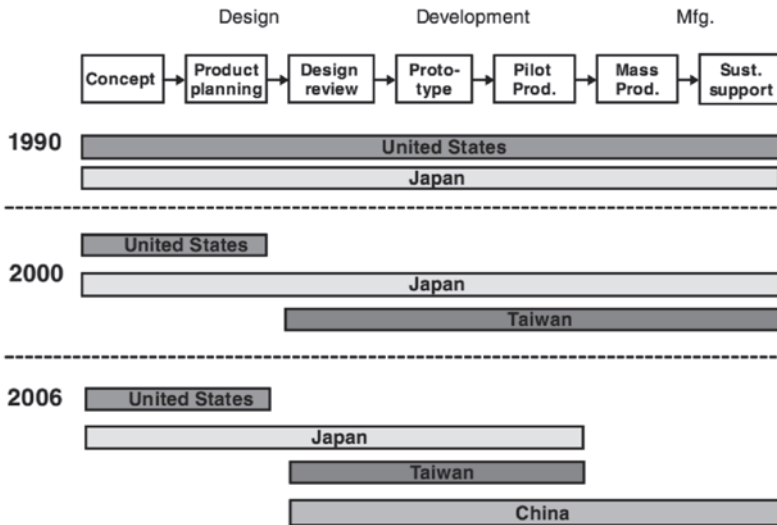 Design Development Mfg.
Concept Product planning Design review Proto-type Pilot Prod. Mass Prod. Sust. support
1990
United States
Japan
United States
2000
Japan
Taiwan
2006
United States
Japan
Taiwan
China